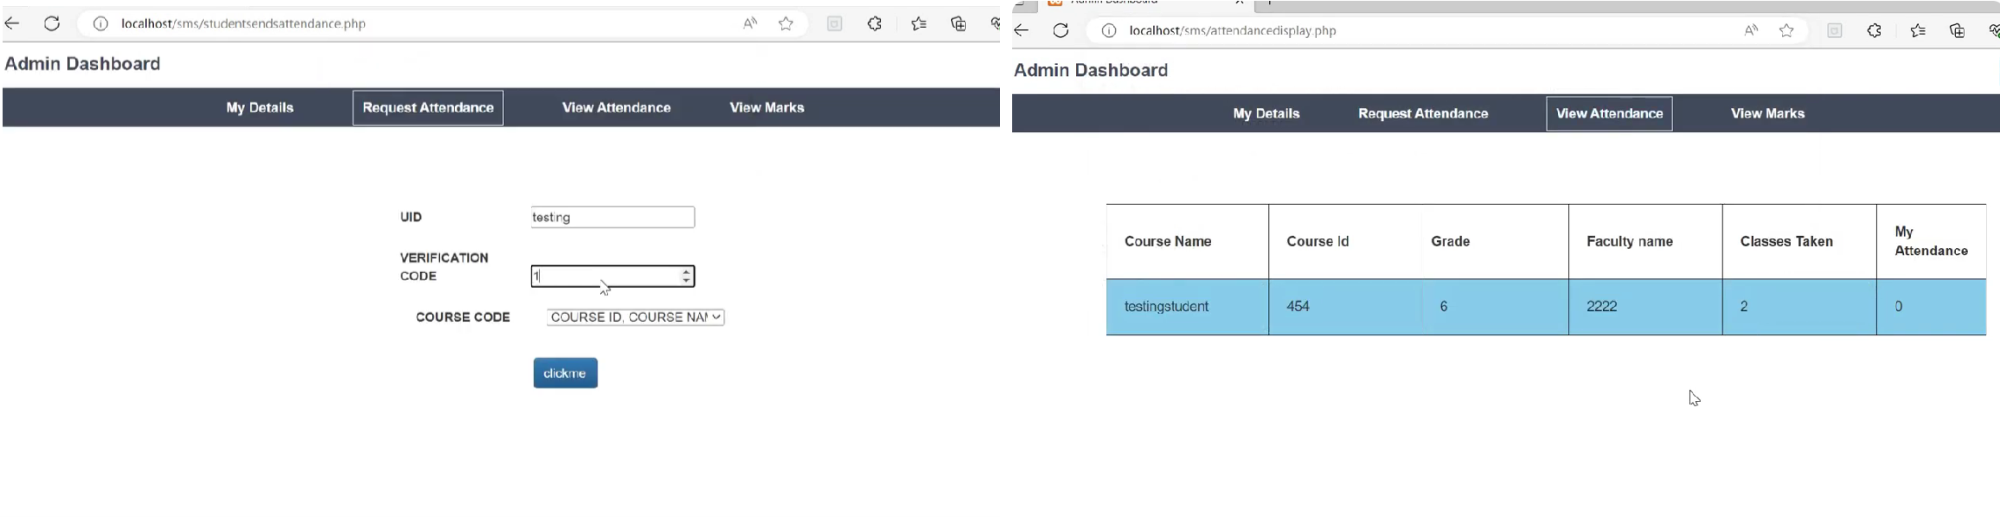 localhost/sms/studentsendsattendance.php
Admin Dashboard
My Details Request Attendance View Attendance View Marks
UID testing
VERIFICATION
CODE
1
COURSE CODE COURSE ID, COURSE NAM
clickme
localhost/sms/attendancedisplay.php
Admin Dashboard
My Details Request Attendance View Attendance View Marks
Course Name Course Id Grade Faculty name Classes Taken My Attendance
testingstudent 454 6 2222 2 0